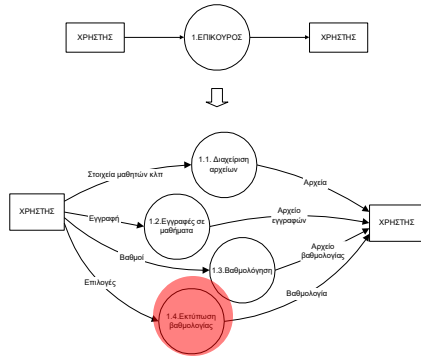 ΧΡΗΣΤΗΣ
1.ΕΠΙΚΟΥΡΟΣ
ΧΡΗΣΤΗΣ
1.1. Διαχείριση
αρχείων
Στοιχεία μαθητών κλπ
Αρχεία
ΧΡΗΣΤΗΣ
Εγγραφή
1.2.Εγγραφές σε
μαθήματα
Αρχείο
εγγραφών
ΧΡΗΣΤΗΣ
Βαθμοί
1.3.Βαθμολόγηση
Αρχείο
βαθμολογίας
Επιλογές
1.4.Εκτύπωση
βαθμολογίας
Βαθμολογία